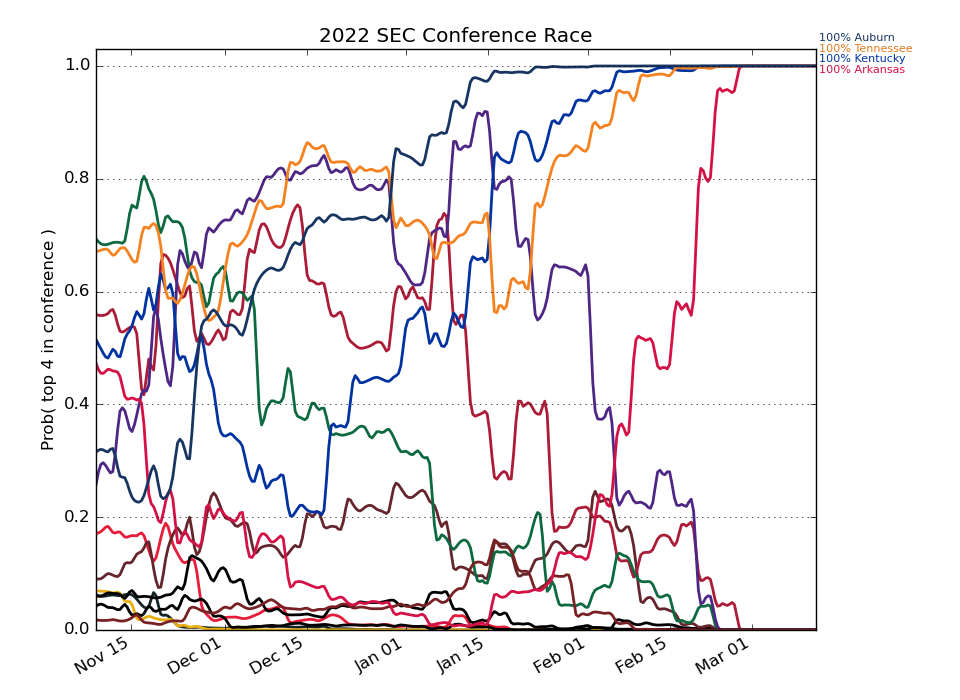 2022 SEC Conference Race
100% Auburn
100% Tennessee
100% Kentucky
100% Arkansas
Prob( top 4 in conference )
1.0
0.8
0.6
0.4
0.2
0.0
Nov 15
Dec 01
Dec 15
Jan 01
Jan 15
Feb 01
Feb 15
Mar 01